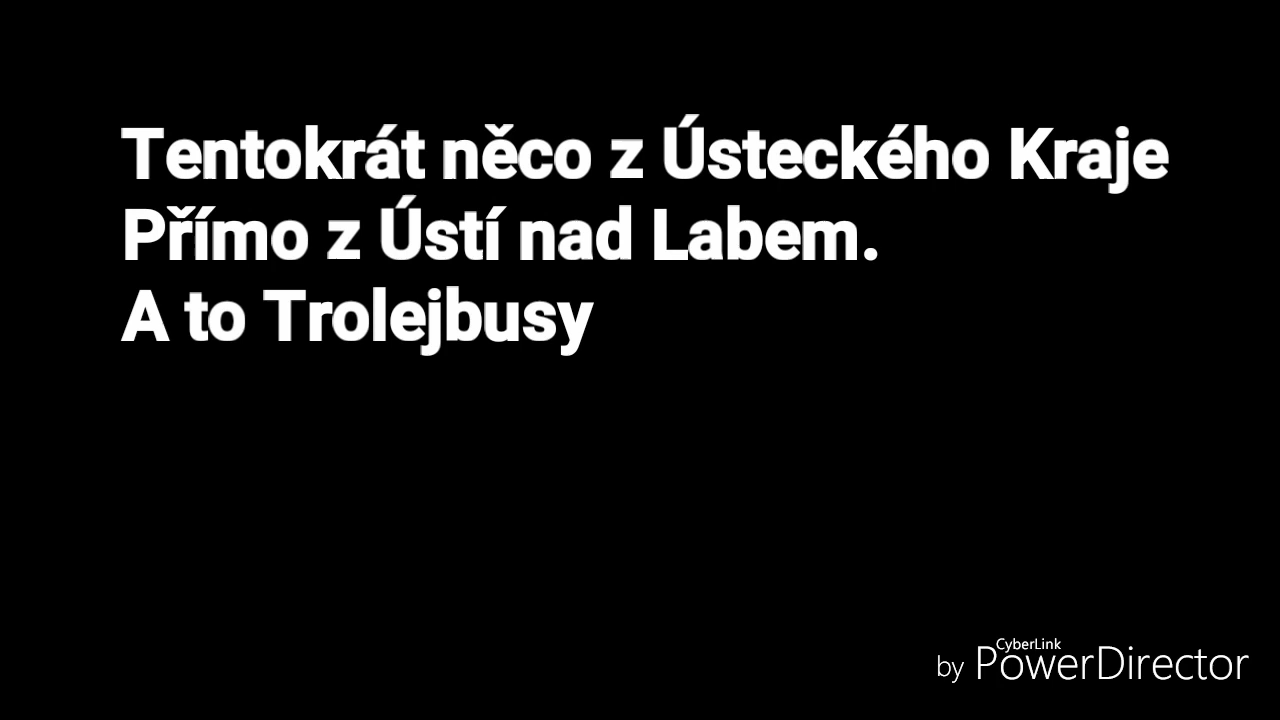 Tentokrát něco z Ústeckého Kraje
Přímo z Ústí nad Labem.
A to Trolejbusy
by CyberLink PowerDirector